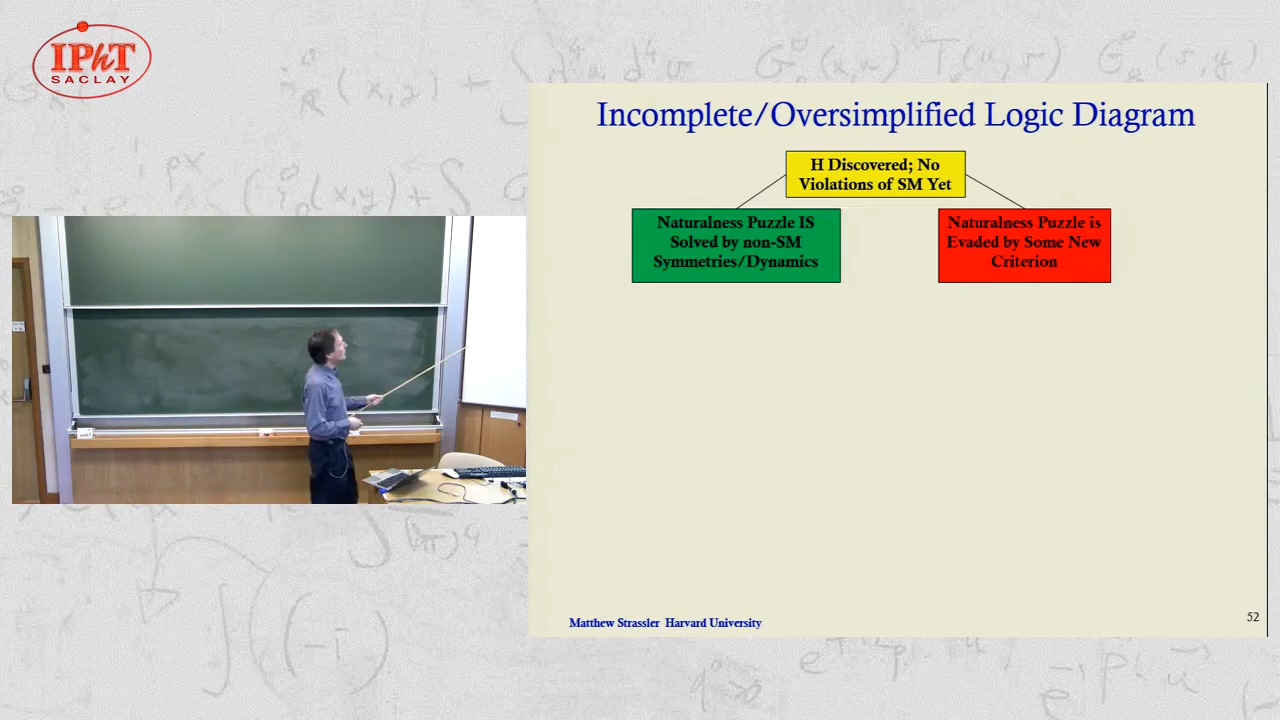 IPhT
SACLAY
Incomplete/Oversimplified Logic Diagram
H Discovered; No
Violations of SM Yet
Naturalness Puzzle IS
Solved by non-SM
Symmetries/Dynamics
Naturalness Puzzle is
Evaded by Some New
Criterion
Matthew Strassler Harvard University
52